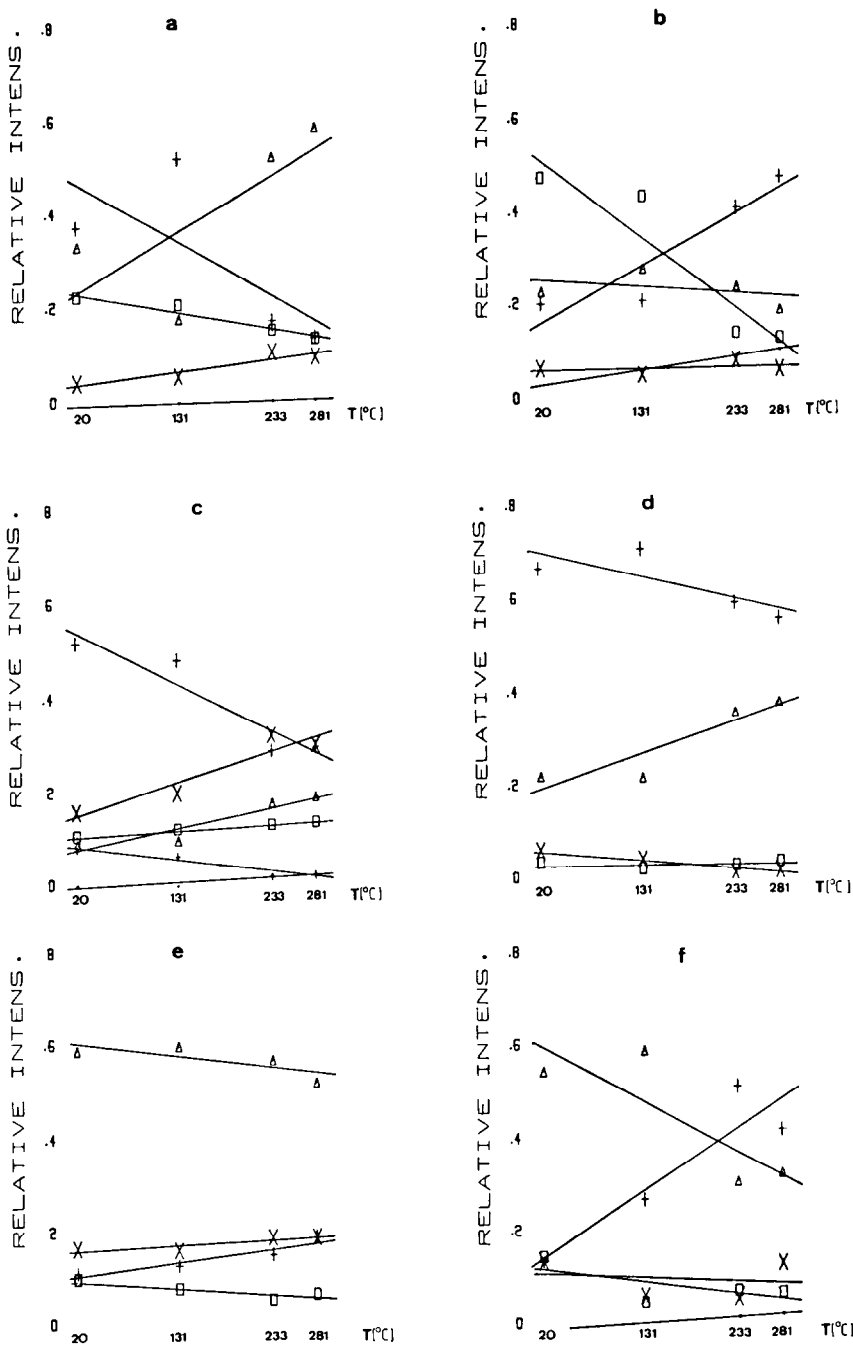 a
RELATIVE INTENS.
.8
.6
.4
.2
0
20 131 233 281 T[°C]
b
RELATIVE INTENS.
.8
.6
.4
.2
0
20 131 233 281 T[°C]
c
RELATIVE INTENS.
8
6
.4
2
0
20 131 233 281 T[°C]
d
RELATIVE INTENS.
.8
.6
.4
.2
0
20 131 233 281 T[°C]
e
RELATIVE INTENS.
8
.6
.4
2
0
20 131 233 281 T[°C]
f
RELATIVE INTENS.
.8
.6
.4
.2
0
20 131 233 281 T[°C]